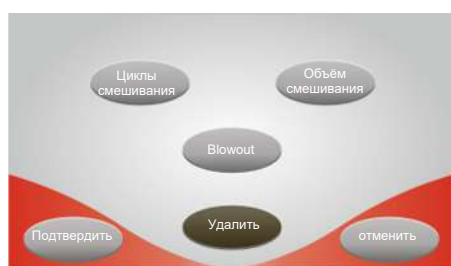 Циклы
смешивания
Объём
смешивания
Blowout
Удалить
Подтвердить
отменить